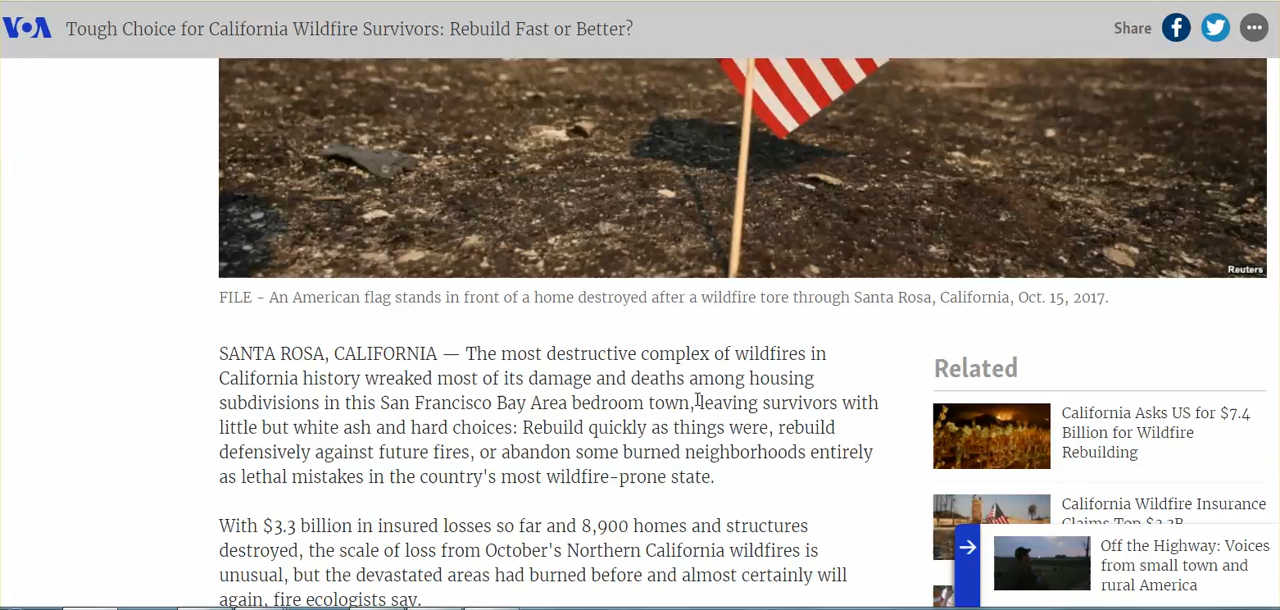 VOA
Tough Choice for California Wildfire Survivors: Rebuild Fast or Better?
Share
Reuters
FILE - An American flag stands in front of a home destroyed after a wildfire tore through Santa Rosa, California, Oct. 15, 2017.
SANTA ROSA, CALIFORNIA — The most destructive complex of wildfires in
California history wreaked most of its damage and deaths among housing
subdivisions in this San Francisco Bay Area bedroom town, leaving survivors with
little but white ash and hard choices: Rebuild quickly as things were, rebuild
defensively against future fires, or abandon some burned neighborhoods entirely
as lethal mistakes in the country's most wildfire-prone state.
With $3.3 billion in insured losses so far and 8,900 homes and structures
destroyed, the scale of loss from October's Northern California wildfires is
unusual, but the devastated areas had burned before and almost certainly will
again, fire ecologists say.
Related
California Asks US for $7.4
Billion for Wildfire
Rebuilding
California Wildfire Insurance
Claims Top
Off the Highway: Voices
from small town and
rural America